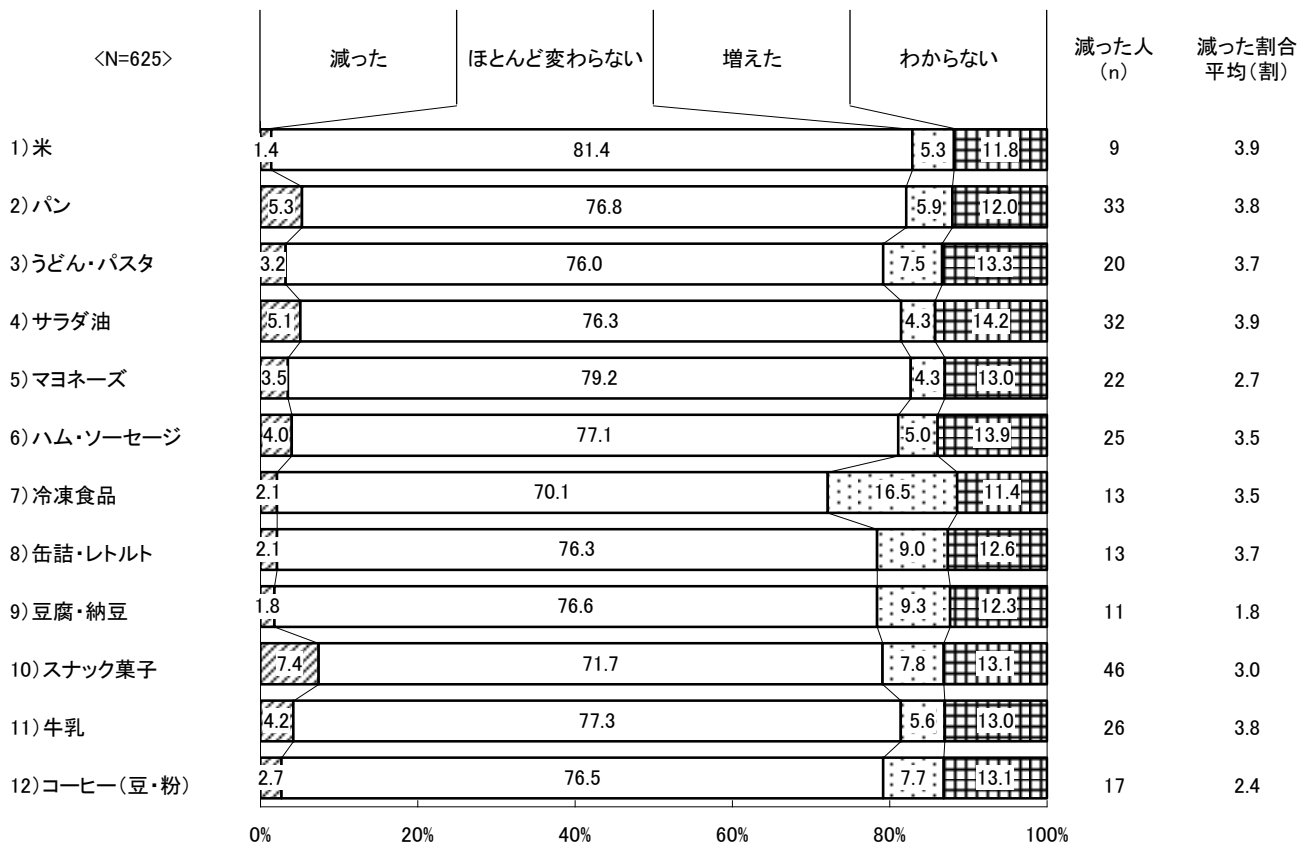 <N=625>
減った
ほとんど変わらない
増えた
わからない
減った人
(n)
減った割合
平均(割)
1)米 1.4 81.4 5.3 11.8 9 3.9
2)パン 5.3 76.8 5.9 12.0 33 3.8
3)うどん・パスタ 3.2 76.0 7.5 13.3 20 3.7
4)サラダ油 5.1 76.3 4.3 14.2 32 3.9
5)マヨネーズ 3.5 79.2 4.3 13.0 22 2.7
6)ハム・ソーセージ 4.0 77.1 5.0 13.9 25 3.5
7)冷凍食品 2.1 70.1 16.5 11.4 13 3.5
8)缶詰・レトルト 2.1 76.3 9.0 12.6 13 3.7
9)豆腐・納豆 1.8 76.6 9.3 12.3 11 1.8
10)スナック菓子 7.4 71.7 7.8 13.1 46 3.0
11)牛乳 4.2 77.3 5.6 13.0 26 3.8
12)コーヒー(豆・粉) 2.7 76.5 7.7 13.1 17 2.4
0% 20% 40% 60% 80% 100%